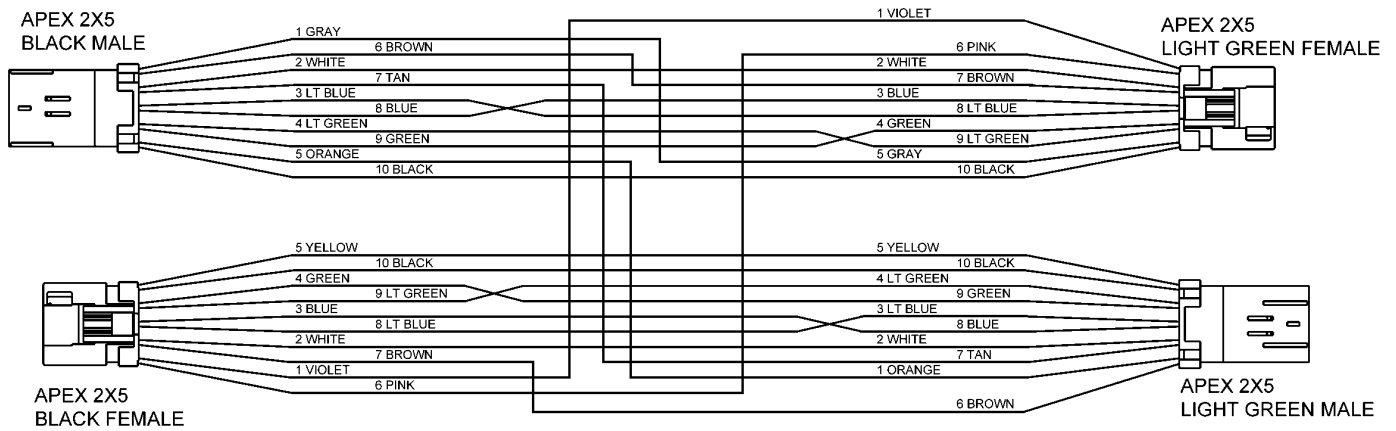 APEX 2X5
BLACK MALE
1 GRAY
6 BROWN
2 WHITE
7 TAN
3 LT BLUE
8 BLUE
4 LT GREEN
9 GREEN
5 ORANGE
10 BLACK
1 VIOLET
6 PINK
2 WHITE
7 BROWN
3 BLUE
8 LT BLUE
4 GREEN
9 LT GREEN
5 GRAY
10 BLACK
APEX 2X5
LIGHT GREEN FEMALE
5 YELLOW
10 BLACK
4 GREEN
9 LT GREEN
3 BLUE
8 LT BLUE
2 WHITE
7 BROWN
1 VIOLET
6 PINK
APEX 2X5
BLACK FEMALE
5 YELLOW
10 BLACK
4 LT GREEN
9 GREEN
3 LT BLUE
8 BLUE
2 WHITE
7 TAN
1 ORANGE
6 BROWN
APEX 2X5
LIGHT GREEN MALE